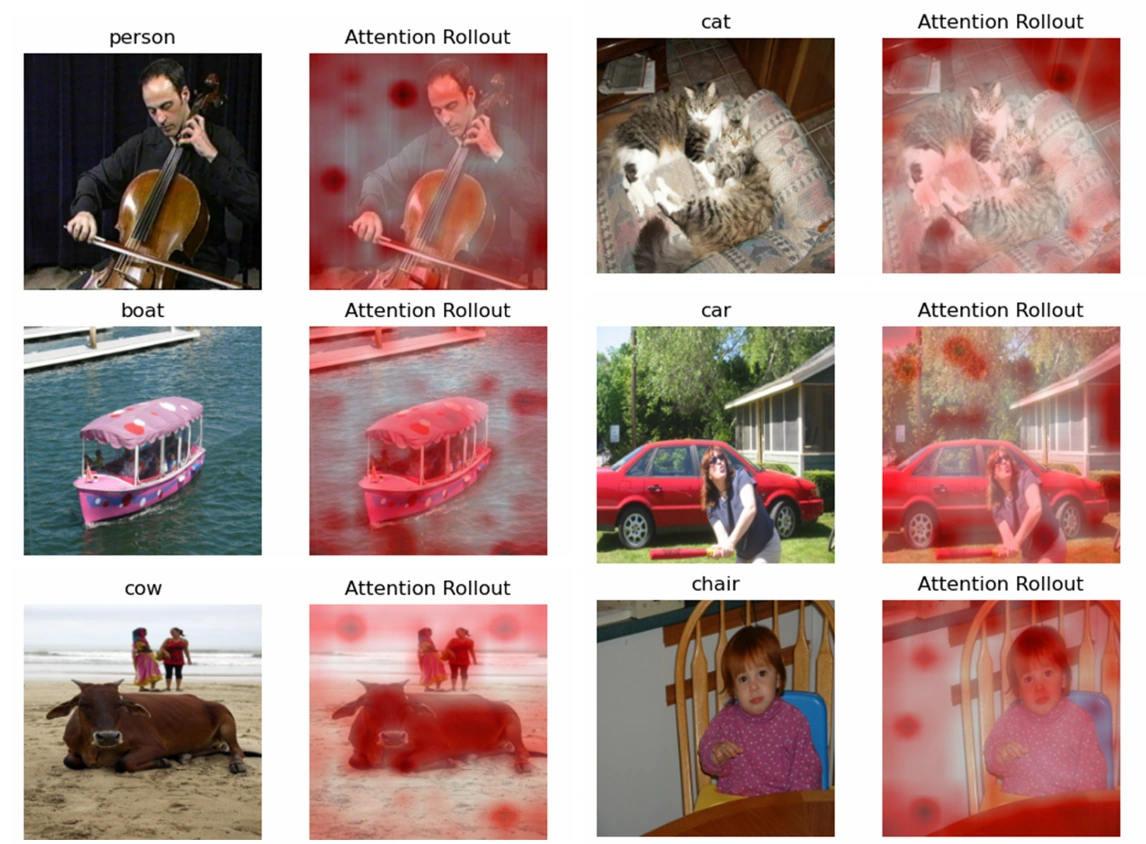 person
Attention Rollout
cat
Attention Rollout
boat
Attention Rollout
car
Attention Rollout
cow
Attention Rollout
chair
Attention Rollout